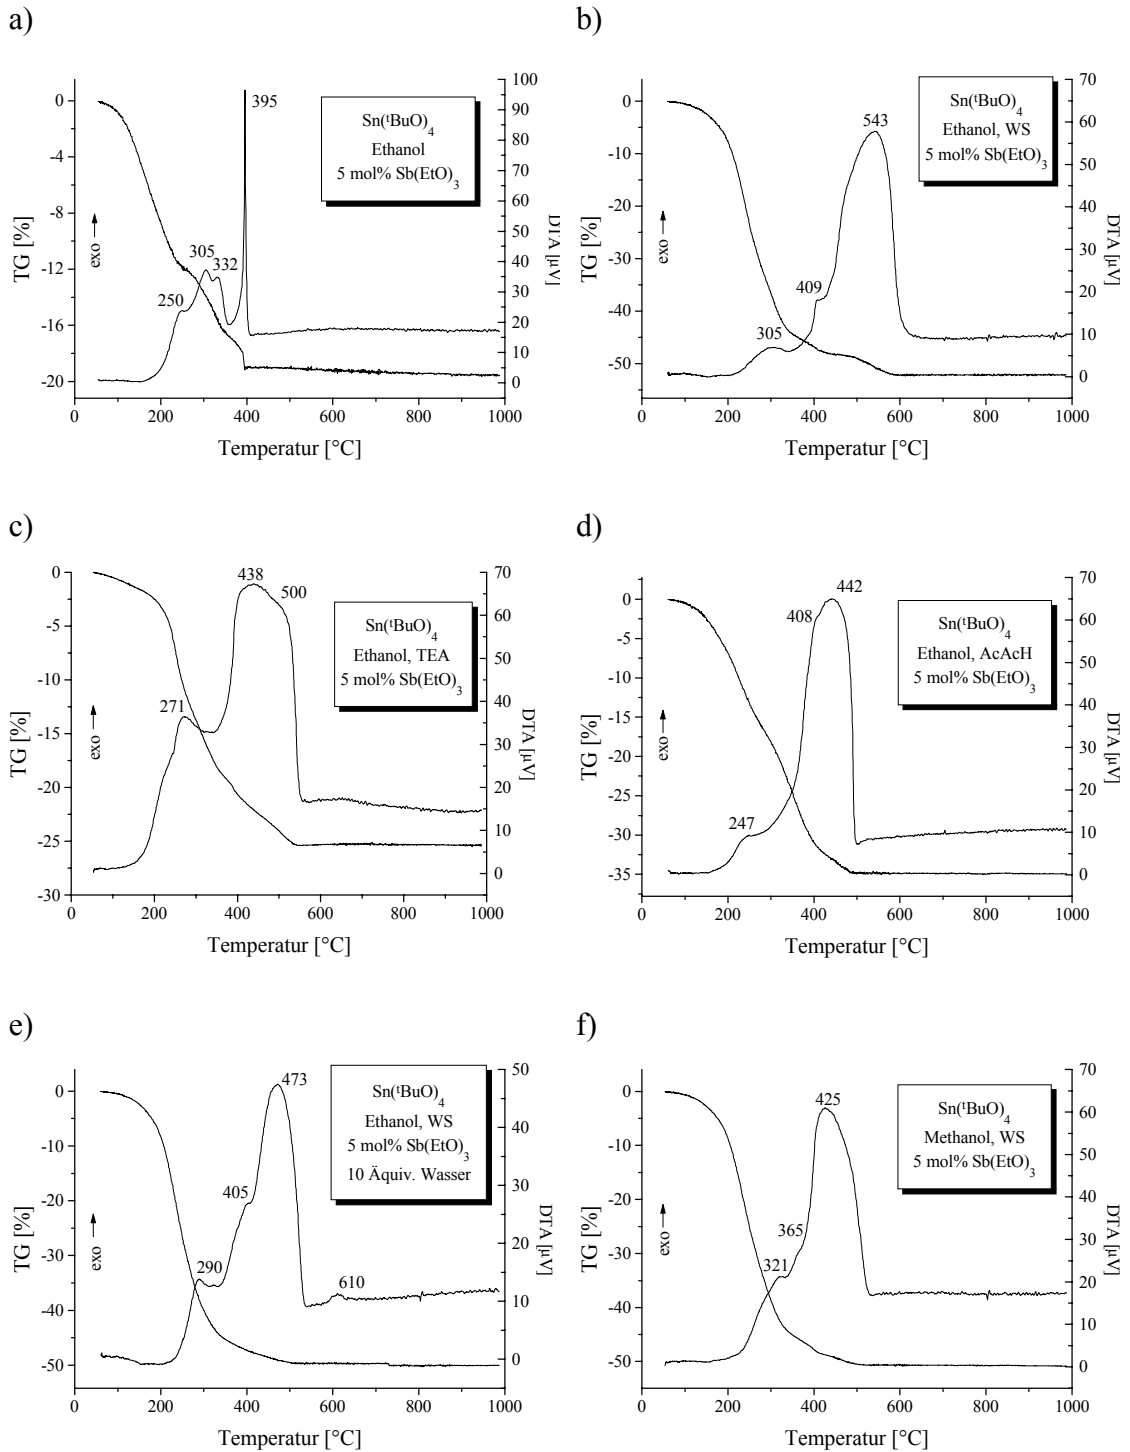 a)
0
-4
-8
-12
-16
-20
TG [%]
exo
250
305
332
395
Sn(ᵗBuO)₄
Ethanol
5 mol% Sb(EtO)₃
100
90
80
70
60
50
40
30
20
10
0
DTA [µV]
0 200 400 600 800 1000
Temperatur [°C]
b)
0
-10
-20
-30
-40
-50
TG [%]
exo
305
409
543
Sn(ᵗBuO)₄
Ethanol, WS
5 mol% Sb(EtO)₃
70
60
50
40
30
20
10
0
DTA [µV]
0 200 400 600 800 1000
Temperatur [°C]
c)
0
-5
-10
-15
-20
-25
-30
TG [%]
exo
271
438
500
Sn(ᵗBuO)₄
Ethanol, TEA
5 mol% Sb(EtO)₃
70
60
50
40
30
20
10
0
DTA [µV]
0 200 400 600 800 1000
Temperatur [°C]
d)
0
-5
-10
-15
-20
-25
-30
-35
TG [%]
exo
247
408
442
Sn(ᵗBuO)₄
Ethanol, AcAcH
5 mol% Sb(EtO)₃
70
60
50
40
30
20
10
0
DTA [µV]
0 200 400 600 800 1000
Temperatur [°C]
e)
0
-10
-20
-30
-40
-50
TG [%]
exo
290
405
473
610
Sn(ᵗBuO)₄
Ethanol, WS
5 mol% Sb(EtO)₃
10 Äquiv. Wasser
50
40
30
20
10
0
DTA [µV]
0 200 400 600 800 1000
Temperatur [°C]
f)
0
-10
-20
-30
-40
-50
TG [%]
exo
321
365
425
Sn(ᵗBuO)₄
Methanol, WS
5 mol% Sb(EtO)₃
70
60
50
40
30
20
10
0
DTA [µV]
0 200 400 600 800 1000
Temperatur [°C]